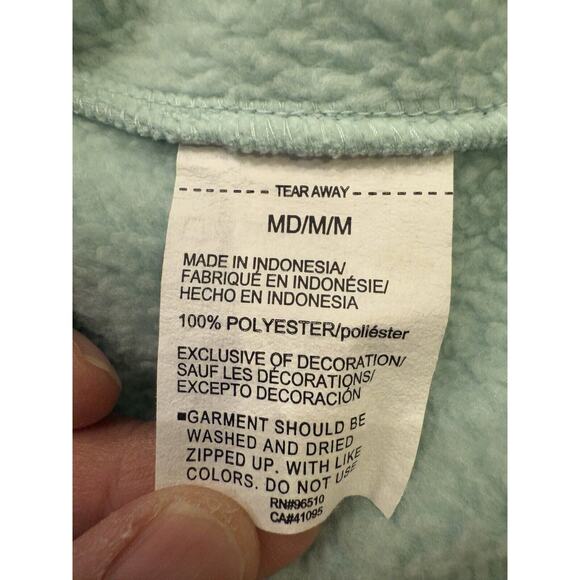 TEAR AWAY
MD/M/M
MADE IN INDONESIA/
FABRIQUÉ EN INDONÉSIE/
HECHO EN INDONESIA
100% POLYESTER/poliéster
EXCLUSIVE OF DECORATION/
SAUF LES DÉCORATIONS/
EXCEPTO DECORACIÓN
■GARMENT SHOULD BE
WASHED AND DRIED
ZIPPED UP. WITH LIKE
COLORS. DO NOT USE
RN#96510
CA#41095